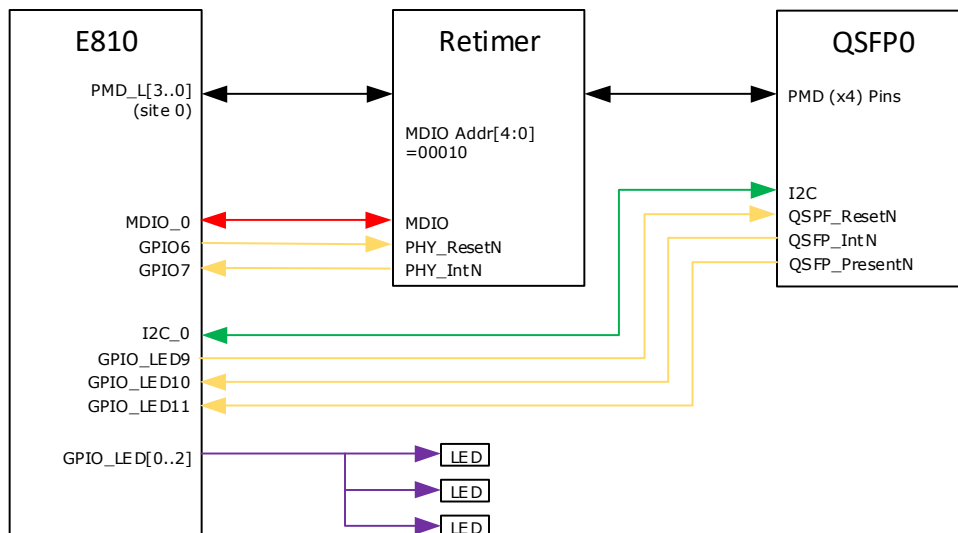 E810
PMD_L[3..0]
(site 0)
MDIO_0
GPIO6
GPIO7
I2C_0
GPIO_LED9
GPIO_LED10
GPIO_LED11
GPIO_LED[0..2]
Retimer
MDIO Addr[4:0]
=00010
MDIO
PHY_ResetN
PHY_IntN
QSFP0
PMD (x4) Pins
I2C
QSPF_ResetN
QSFP_IntN
QSFP_PresentN
LED
LED
LED